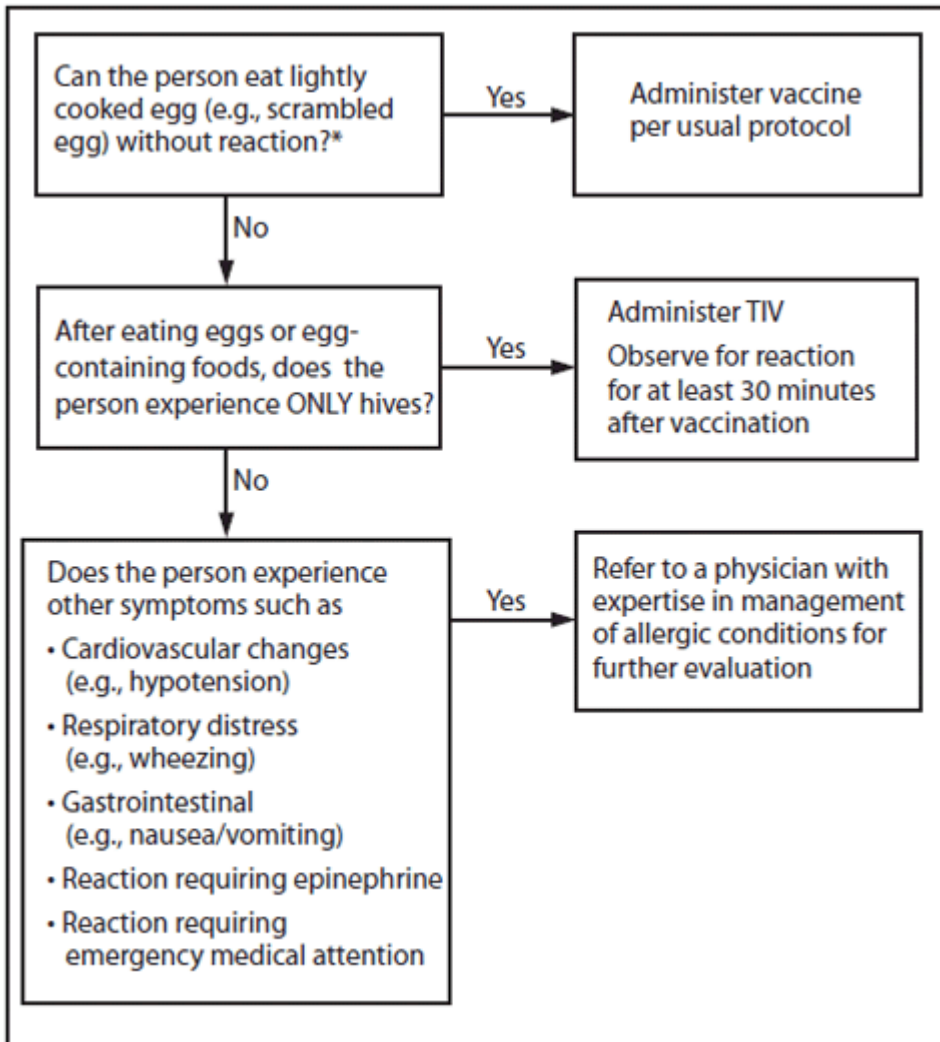 Can the person eat lightly
cooked egg (e.g., scrambled
egg) without reaction?*
Yes
Administer vaccine
per usual protocol
No
After eating eggs or egg-
containing foods, does the
person experience ONLY hives?
Yes
Administer TIV
Observe for reaction
for at least 30 minutes
after vaccination
No
Does the person experience
other symptoms such as
• Cardiovascular changes
(e.g., hypotension)
• Respiratory distress
(e.g., wheezing)
• Gastrointestinal
(e.g., nausea/vomiting)
• Reaction requiring epinephrine
• Reaction requiring
emergency medical attention
Yes
Refer to a physician with
expertise in management
of allergic conditions for
further evaluation